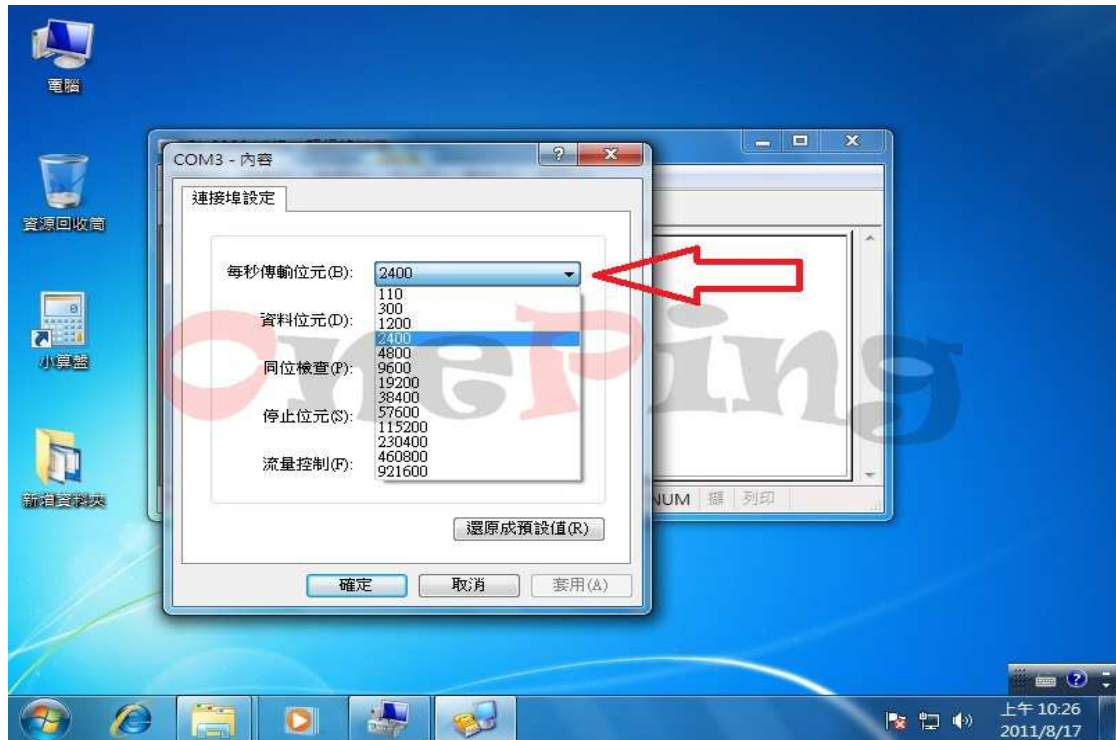 電腦
資源回收筒
小算盤
新增資料夾
COM3 - 內容
連接埠設定
每秒傳輸位元(B):
2400
110
300
1200
2400
4800
9600
19200
38400
57600
115200
230400
460800
921600
資料位元(D):
同位檢查(P):
停止位元(S):
流量控制(F):
還原成預設值(R)
確定
取消
套用(A)
NUM
擷
列印
OnePing
上午 10:26
2011/8/17